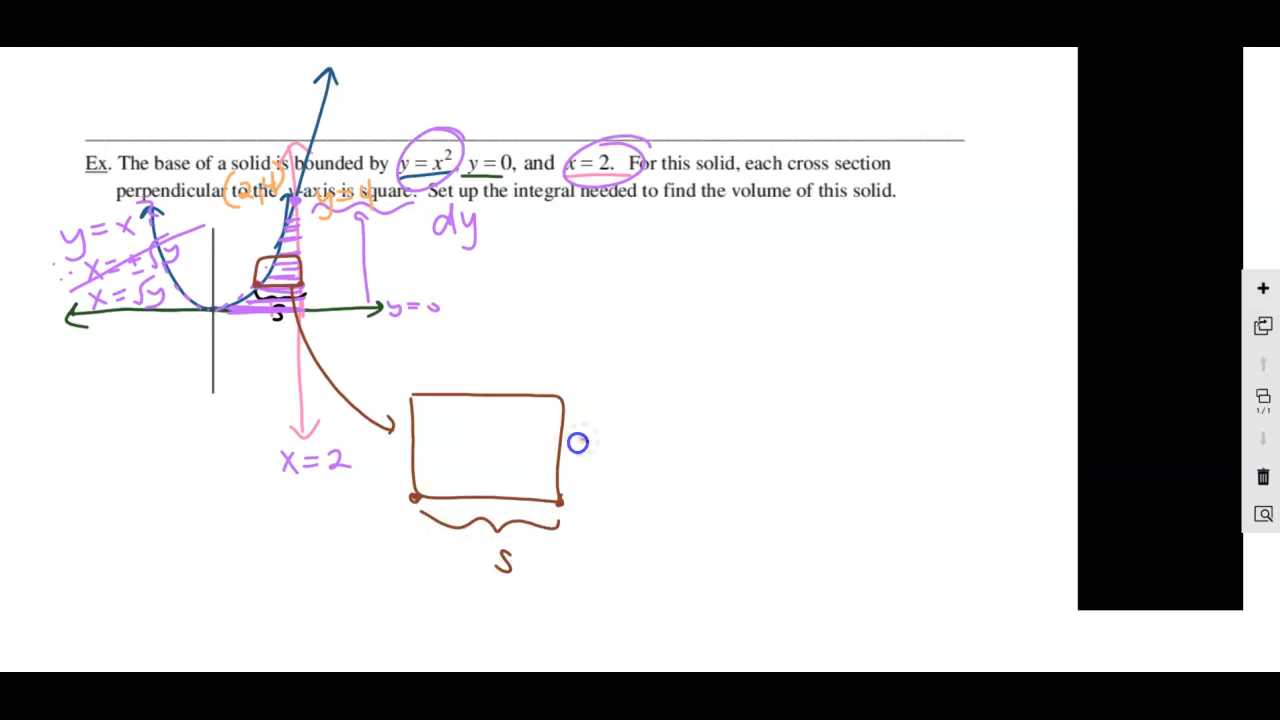 Ex. The base of a solid is bounded by y = x², y = 0, and x = 2. For this solid, each cross section
perpendicular to the y-axis is square. Set up the integral needed to find the volume of this solid.
(2,4)
y=4
dy
y = x²
x = ±√y
x = √y
y=0
S
x=2
S
1/1